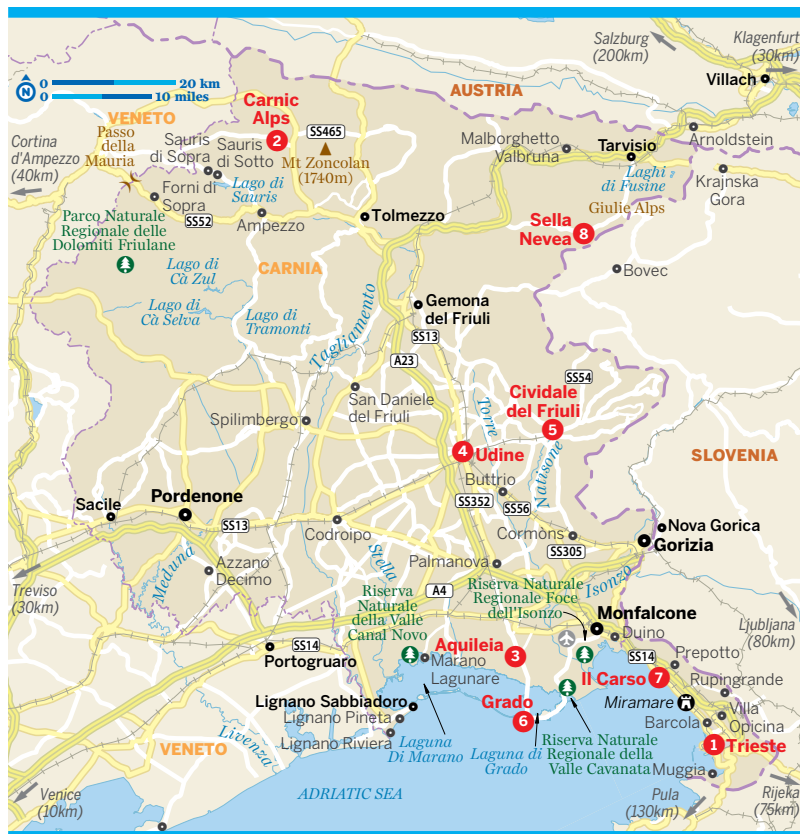 Salzburg
(200km)
Klagenfurt
(30km)
N
0
20 km
0
10 miles
Villach
AUSTRIA
VENETO
Carnic
Alps
2
SS465
Passo
della
Mauria
Sauris
di Sopra
Sauris
di Sotto
Mt Zoncolan
(1740m)
Malborghetto
Valbruna
Tarvisio
Arnoldstein
Cortina
d'Ampezzo
(40km)
Forni di
Sopra
Lago di
Sauris
Laghi
di Fusine
Krajnska
Gora
SS52
Ampezzo
Tolmezzo
Giulie Alps
Parco Naturale
Regionale delle
Dolomiti Friulane
Sella
Nevea
8
Lago di
Cà Zul
CARNIA
Bovec
Lago di
Cà Selva
Lago di
Tramonti
Tagliamento
Gemona
del Friuli
SS13
A23
San Daniele
del Friuli
SS54
Cividale
del Friuli
5
Spilimbergo
Torre
4
Udine
Natisone
SLOVENIA
Buttrio
Sacile
Pordenone
SS352
SS56
SS13
Codroipo
Cormòns
Nova Gorica
Gorizia
SS305
Meduna
Azzano
Decimo
Stella
Palmanova
Isonzo
Treviso
(30km)
Riserva
Naturale
della Valle
Canal Novo
A4
Riserva Naturale
Regionale Foce
dell'Isonzo
Monfalcone
Ljubljana
(80km)
Duino
SS14
Portogruaro
Aquileia
3
Marano
Lagunare
SS14
Prepotto
Il Carso
7
Rupingrande
Lignano Sabbiadoro
Lignano Pineta
Lignano Riviera
Grado
6
Miramare
Villa
Opicina
Barcola
VENETO
Livenza
Laguna
Di Marano
Laguna di
Grado
Riserva Naturale
Regionale della
Valle Cavanata
1
Trieste
Muggia
Venice
(10km)
ADRIATIC SEA
Pula
(130km)
Rijeka
(75km)